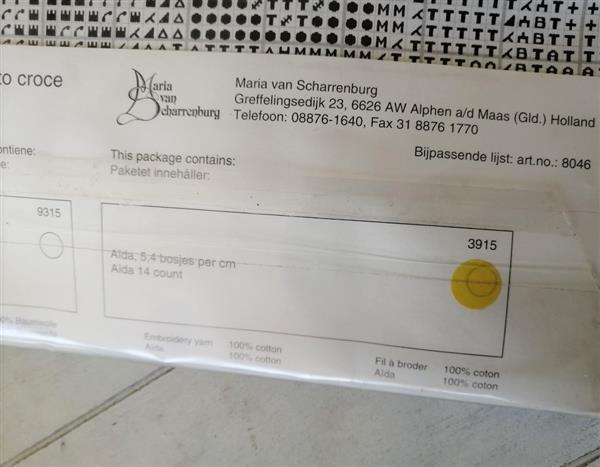 to croce
Maria
van
Scharrenburg
Maria van Scharrenburg
Greffelingsedijk 23, 6626 AW Alphen a/d Maas (Gld.) Holland
Telefoon: 08876-1640, Fax 31 8876 1770
Bijpassende lijst: art.no.: 8046
ontiene:
e:
This package contains:
Paketet innehåller:
9315
3915
Aida, 5,4 bosjes per cm
Aida 14 count
% Baumwolle
Embroidery yarn 100% cotton
Aida 100% cotton
Fil à broder 100% coton
Aida 100% coton